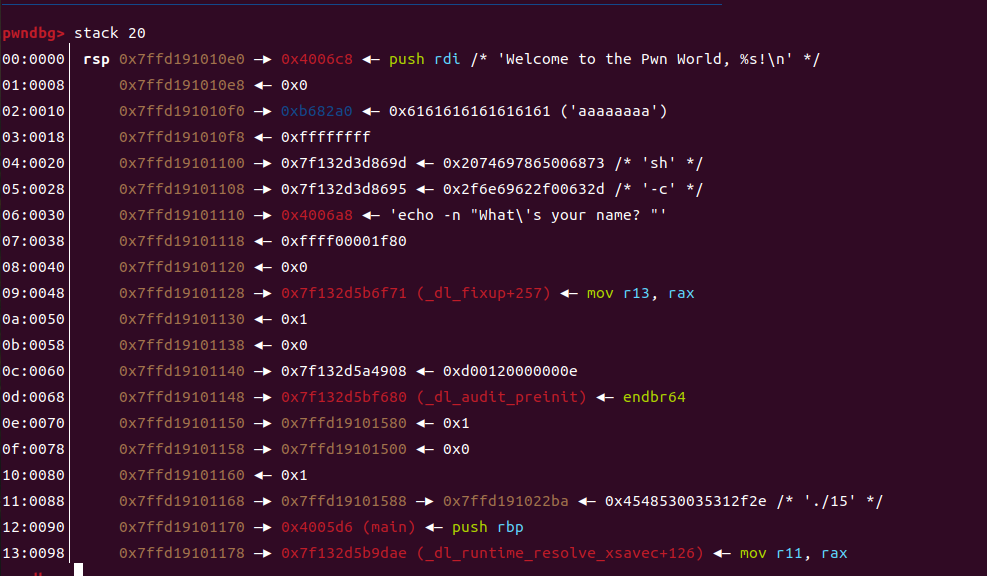 pwndbg> stack 20
00:0000│ rsp 0x7ffd191010e0 —▸ 0x4006c8 ◂— push rdi /* 'Welcome to the Pwn World, %s!\n' */
01:0008│     0x7ffd191010e8 ◂— 0x0
02:0010│     0x7ffd191010f0 —▸ 0xb682a0 ◂— 0x6161616161616161 ('aaaaaaaa')
03:0018│     0x7ffd191010f8 ◂— 0xffffffff
04:0020│     0x7ffd19101100 —▸ 0x7f132d3d869d ◂— 0x2074697865006873 /* 'sh' */
05:0028│     0x7ffd19101108 —▸ 0x7f132d3d8695 ◂— 0x2f6e69622f00632d /* '-c' */
06:0030│     0x7ffd19101110 —▸ 0x4006a8 ◂— 'echo -n "What\'s your name? "'
07:0038│     0x7ffd19101118 ◂— 0xffff00001f80
08:0040│     0x7ffd19101120 ◂— 0x0
09:0048│     0x7ffd19101128 —▸ 0x7f132d5b6f71 (_dl_fixup+257) ◂— mov r13, rax
0a:0050│     0x7ffd19101130 ◂— 0x1
0b:0058│     0x7ffd19101138 ◂— 0x0
0c:0060│     0x7ffd19101140 —▸ 0x7f132d5a4908 ◂— 0xd00120000000e
0d:0068│     0x7ffd19101148 —▸ 0x7f132d5bf680 (_dl_audit_preinit) ◂— endbr64
0e:0070│     0x7ffd19101150 —▸ 0x7ffd19101580 ◂— 0x1
0f:0078│     0x7ffd19101158 —▸ 0x7ffd19101500 ◂— 0x0
10:0080│     0x7ffd19101160 ◂— 0x1
11:0088│     0x7ffd19101168 —▸ 0x7ffd19101588 —▸ 0x7ffd191022ba ◂— 0x4548530035312f2e /* './15' */
12:0090│     0x7ffd19101170 —▸ 0x4005d6 (main) ◂— push rbp
13:0098│     0x7ffd19101178 —▸ 0x7f132d5b9dae (_dl_runtime_resolve_xsavec+126) ◂— mov r11, rax